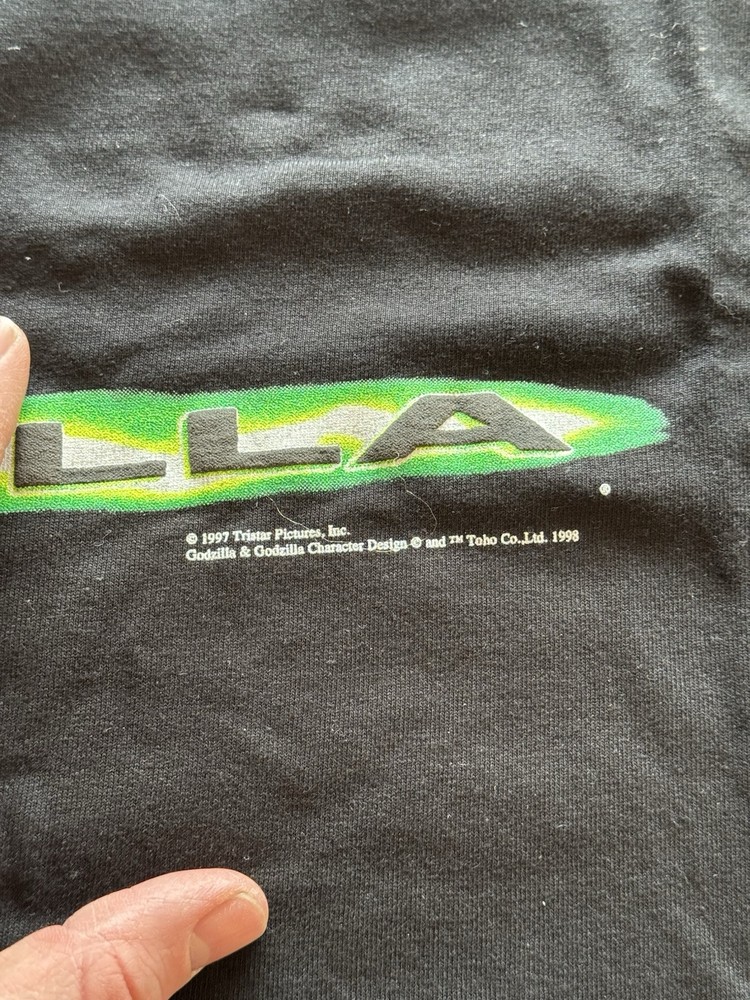 LLA
®
© 1997 Tristar Pictures, Inc.
Godzilla & Godzilla Character Design © and ™ Toho Co.,Ltd. 1998